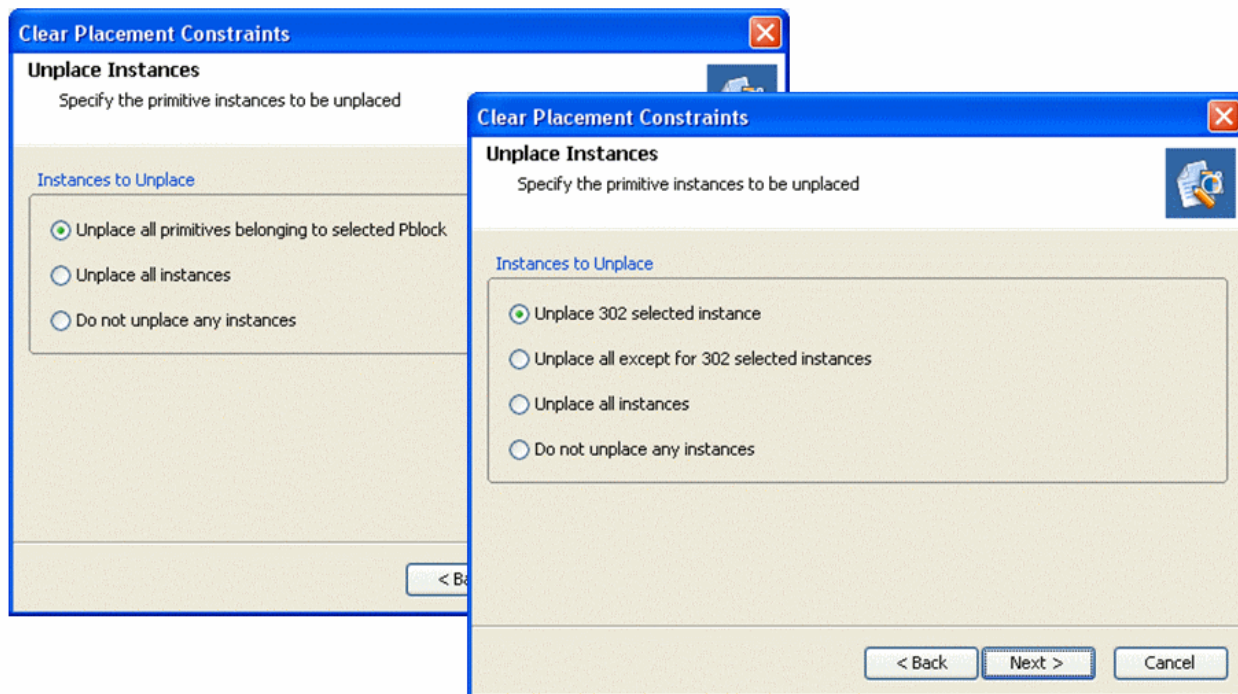 Clear Placement Constraints
Unplace Instances
Specify the primitive instances to be unplaced
Instances to Unplace
Unplace all primitives belonging to selected Pblock
Unplace all instances
Do not unplace any instances
Clear Placement Constraints
Unplace Instances
Specify the primitive instances to be unplaced
Instances to Unplace
Unplace 302 selected instance
Unplace all except for 302 selected instances
Unplace all instances
Do not unplace any instances
< Back
Next >
Cancel